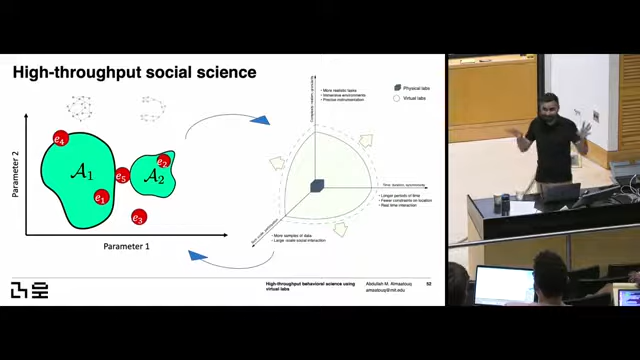 High-throughput social science
Parameter 2
Parameter 1
A1
A2
e4
e2
e5
e1
e3
• More realistic tasks
• Immersive environments
• Precise instrumentation
Physical labs
Virtual labs
• Longer periods of time
• Fewer constraints on location
• Real time interaction
• More samples of data
• Large-scale social interaction
High-throughput behavioral science using
virtual labs
Abdullah M. Almaatouq
amaatouq@mit.edu
52